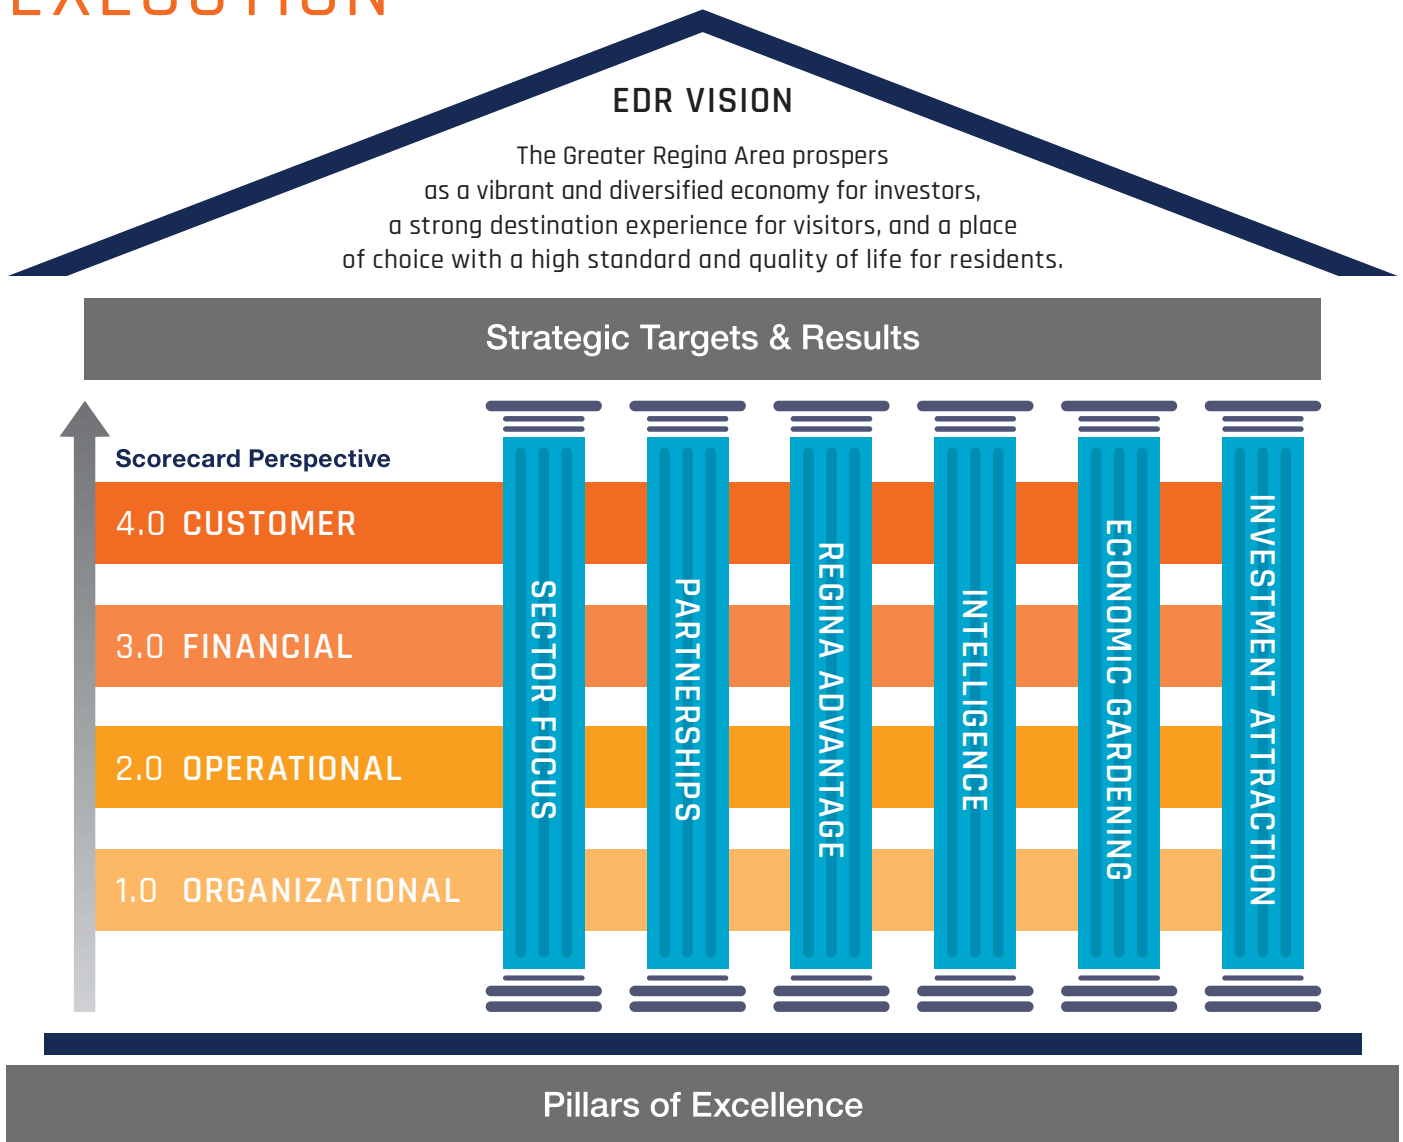 EXECUTION
EDR VISION
The Greater Regina Area prospers
as a vibrant and diversified economy for investors,
a strong destination experience for visitors, and a place
of choice with a high standard and quality of life for residents.
Strategic Targets & Results
Scorecard Perspective
4.0 CUSTOMER
3.0 FINANCIAL
2.0 OPERATIONAL
1.0 ORGANIZATIONAL
SECTOR FOCUS
PARTNERSHIPS
REGINA ADVANTAGE
INTELLIGENCE
ECONOMIC GARDENING
INVESTMENT ATTRACTION
Pillars of Excellence